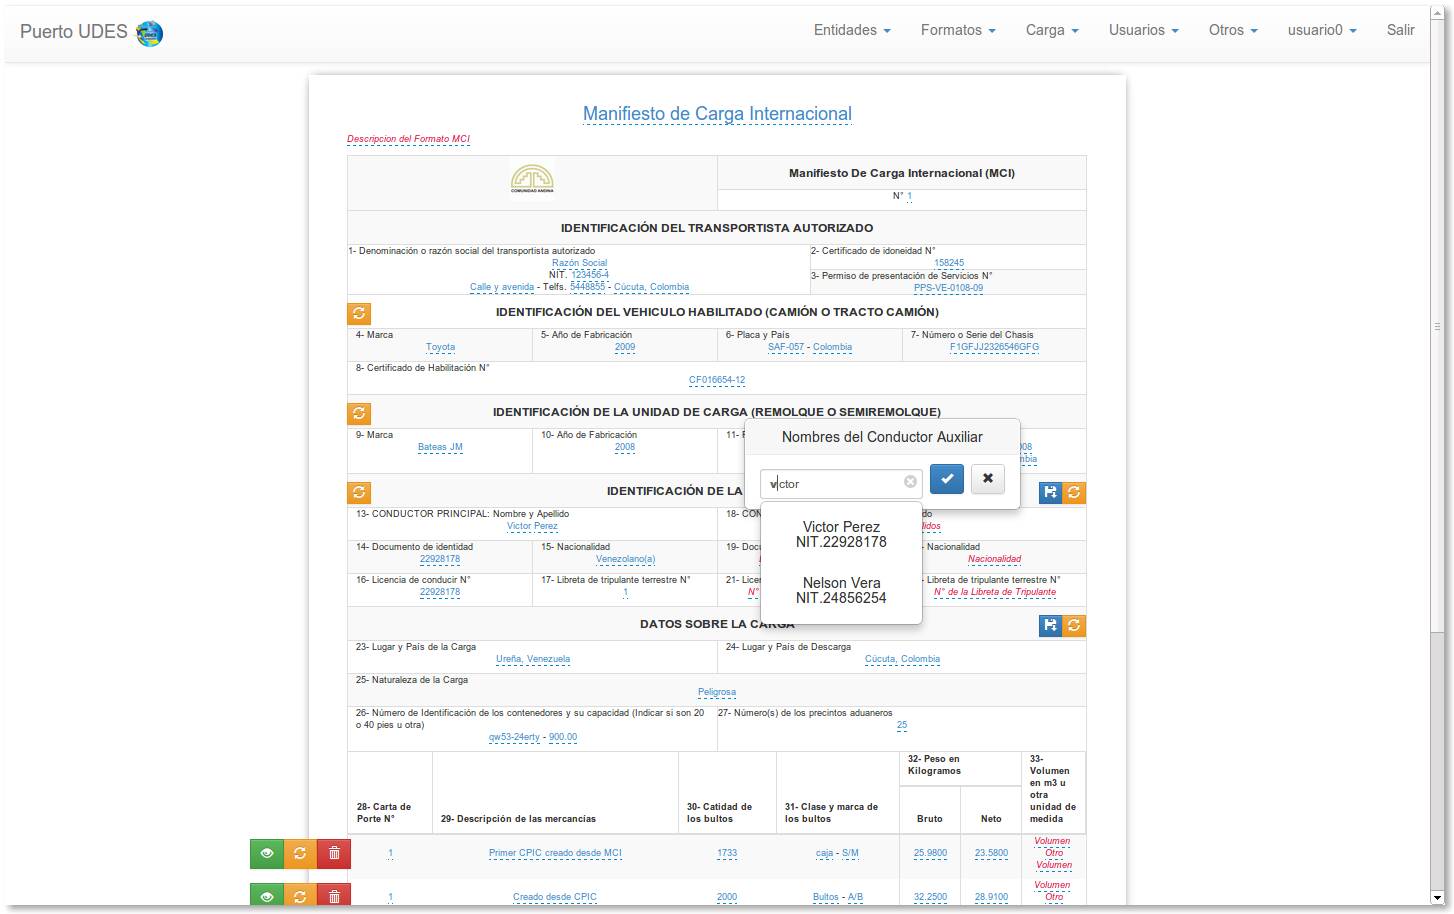 Puerto UDES
Entidades Formatos Carga Usuarios Otros usuario0 Salir
Manifiesto de Carga Internacional
Descripcion del Formato MCI
COMUNIDAD ANDINA
Manifiesto De Carga Internacional (MCI)
N° 1
IDENTIFICACIÓN DEL TRANSPORTISTA AUTORIZADO
1- Denominación o razón social del transportista autorizado
Razón Social
NIT. 123456-4
Calle y avenida - Telfs. 5448855 - Cúcuta, Colombia
2- Certificado de idoneidad N°
158245
3- Permiso de presentación de Servicios N°
PPS-VE-0108-09
IDENTIFICACIÓN DEL VEHICULO HABILITADO (CAMIÓN O TRACTO CAMIÓN)
4- Marca
Toyota
5- Año de Fabricación
2009
6- Placa y País
SAF-057 - Colombia
7- Número o Serie del Chasis
F1GFJJ2326546GFG
8- Certificado de Habilitación N°
CF016654-12
IDENTIFICACIÓN DE LA UNIDAD DE CARGA (REMOLQUE O SEMIREMOLQUE)
9- Marca
Bateas JM
10- Año de Fabricación
2008
11-
Nombres del Conductor Auxiliar
victor
Victor Perez
NIT.22928178
Nelson Vera
NIT.24856254
IDENTIFICACIÓN DE LA
13- CONDUCTOR PRINCIPAL: Nombre y Apellido
Victor Perez
18- CON
14- Documento de identidad
22928178
15- Nacionalidad
Venezolano(a)
19- Docu
Nacionalidad
Nacionalidad
16- Licencia de conducir N°
22928178
17- Libreta de tripulante terrestre N°
1
21- Licen
N°
Libreta de tripulante terrestre N°
N° de la Libreta de Tripulante
DATOS SOBRE LA CARGA
23- Lugar y País de la Carga
Ureña, Venezuela
24- Lugar y País de Descarga
Cúcuta, Colombia
25- Naturaleza de la Carga
Peligrosa
26- Número de Identificación de los contenedores y su capacidad (Indicar si son 20
o 40 pies u otra)
qw53-24erty - 900.00
27- Número(s) de los precintos aduaneros
25
28- Carta de
Porte N°
29- Descripción de las mercancías
30- Catidad de
los bultos
31- Clase y marca de
los bultos
32- Peso en
Kilogramos
Bruto Neto
33-
Volumen
en m3 u
otra
unidad de
medida
1 Primer CPIC creado desde MCI 1733 caja - S/M 25.9800 23.5800
Volumen
Otro
Volumen
1 Creado desde CPIC 2000 Bultos - A/B 32.2500 28.9100
Volumen
Otro